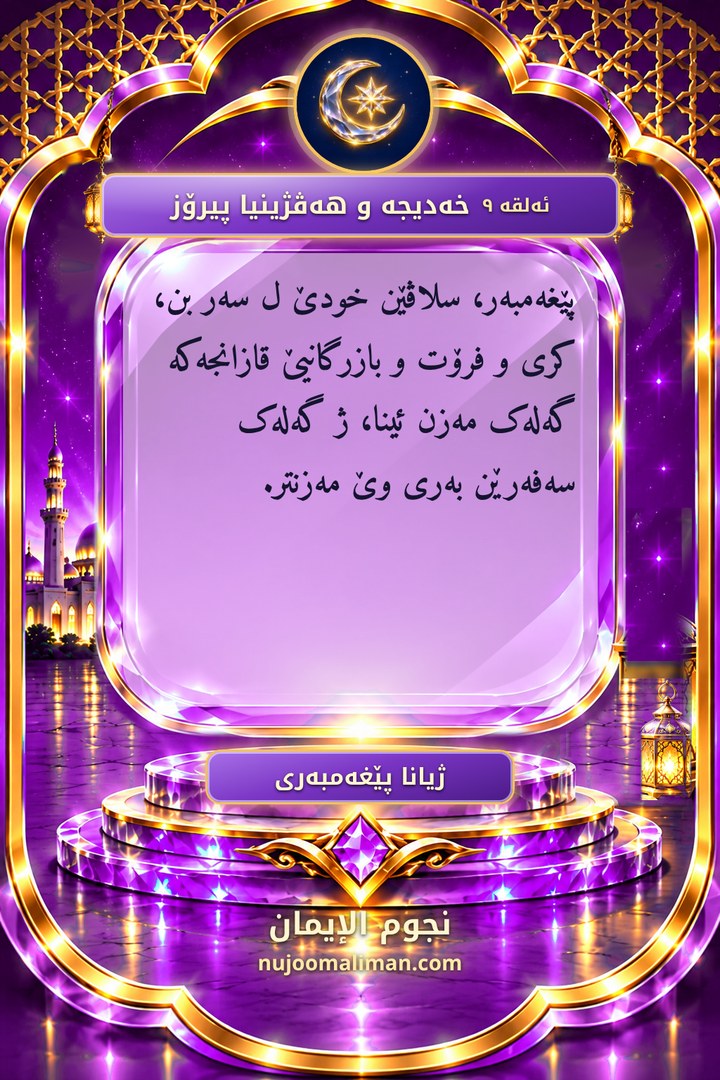 ئەلقە ٩ خەدیجە و هەڤژینیا پیرۆز
پێغەمبەر، سلاڤێن خودێ ل سەر بن،
کری و فرۆت و بازرگانیێ قازانجەکە
گەلەک مەزن ئینا، ژ گەلەک
سەفەرێن بەری وێ مەزنتر.
ژیانا پێغەمبەری
نجوم الإيمان
nujoomaliman.com